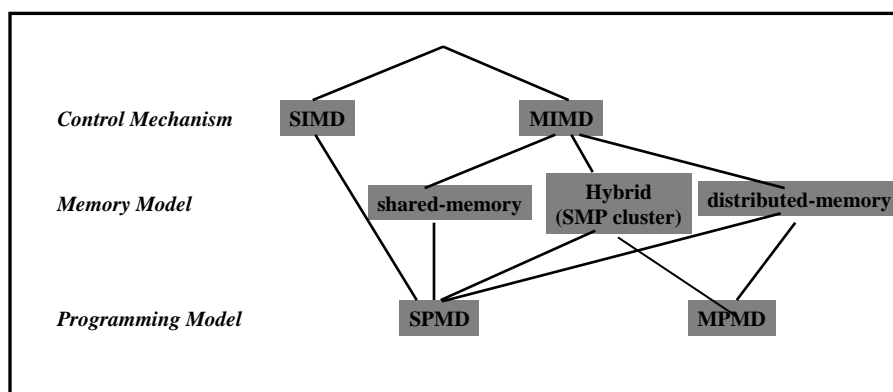 Control Mechanism SIMD MIMD
Memory Model shared-memory Hybrid (SMP cluster) distributed-memory
Programming Model SPMD MPMD